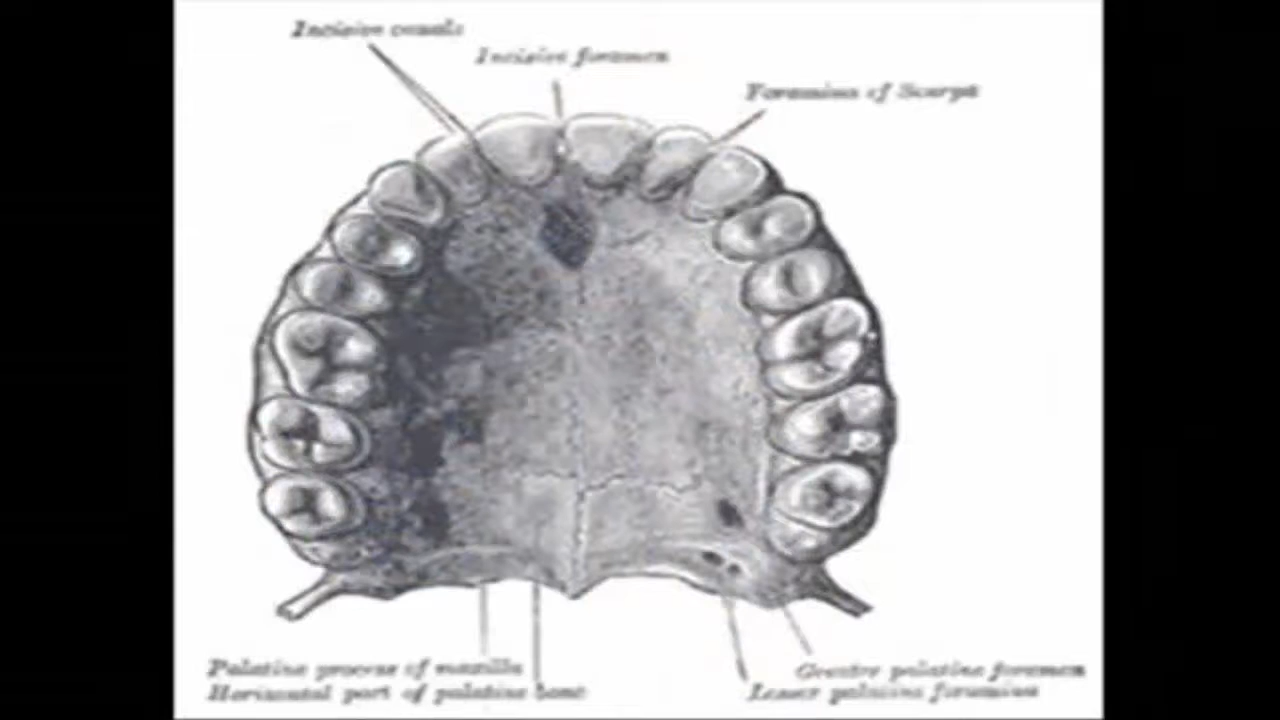 Incisive canals
Incisive foramen
Foramina of Scarpa
Palatine process of maxilla
Horizontal part of palatine bone
Greater palatine foramen
Lesser palatine foramina